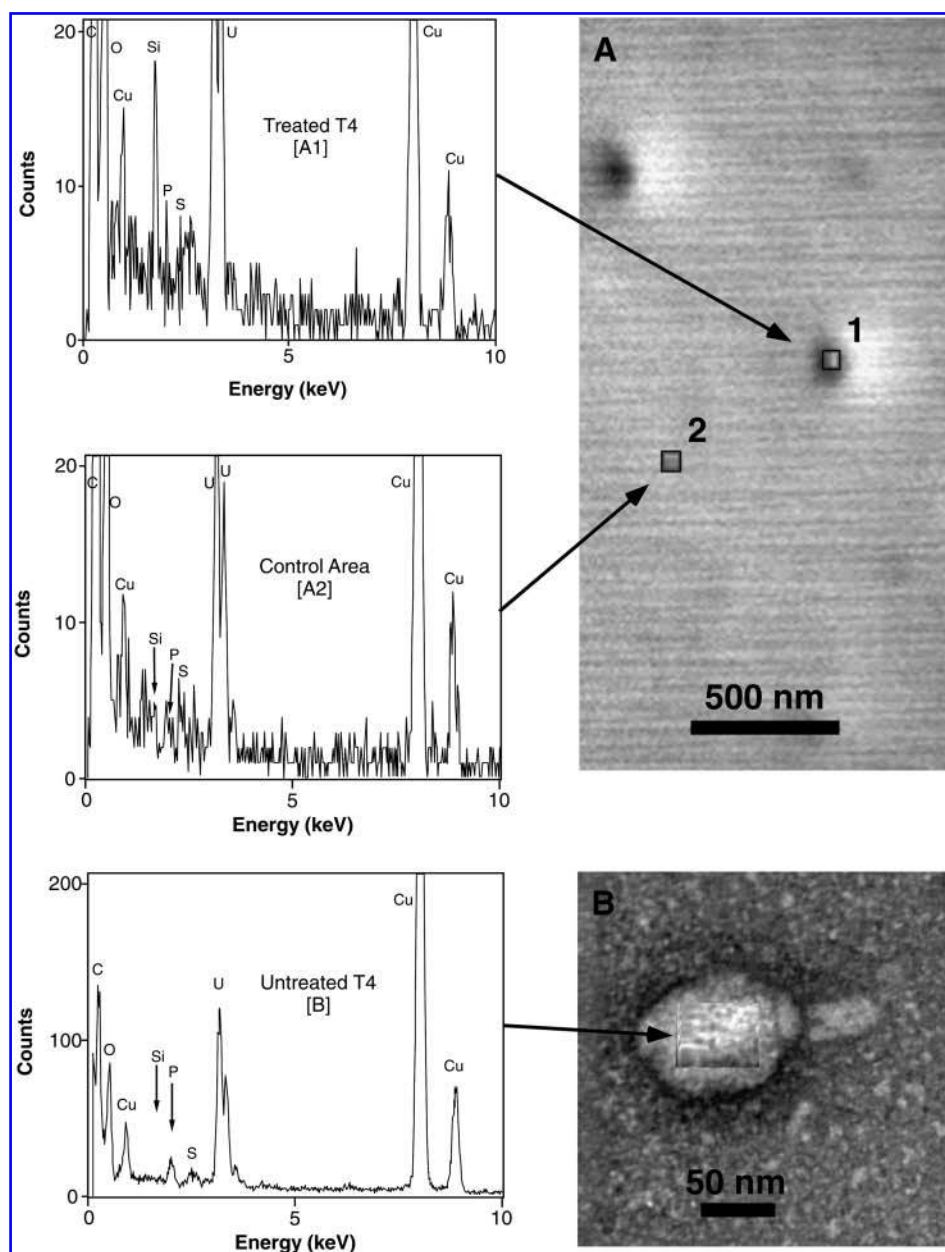 20
C
O
Si
Cu
U
Cu
Treated T4
[A1]
Cu
P
S
10
0
0
5
10
Counts
Energy (keV)
A
1
2
500 nm
20
C
O
U
U
Cu
Control Area
[A2]
Cu
Cu
Si
P
S
10
0
0
5
10
Counts
Energy (keV)
200
Cu
C
U
Untreated T4
[B]
100
O
Si
P
Cu
S
Cu
0
0
5
10
Counts
Energy (keV)
B
50 nm